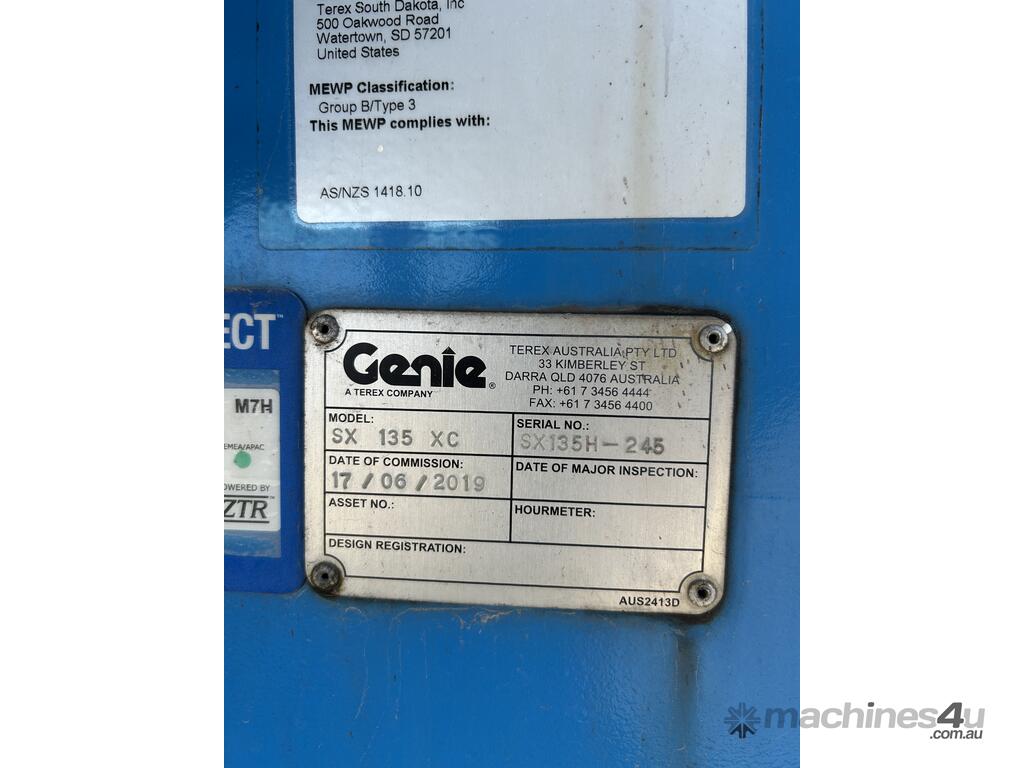 Terex South Dakota, Inc
500 Oakwood Road
Watertown, SD 57201
United States
MEWP Classification:
Group B/Type 3
This MEWP complies with:
AS/NZS 1418.10
ECT™
M7H
EMEA/APAC
POWERED BY
ZTR™
Genie®
A TEREX COMPANY
TEREX AUSTRALIA PTY LTD
33 KIMBERLEY ST
DARRA QLD 4076 AUSTRALIA
PH: +61 7 3456 4444
FAX: +61 7 3456 4400
MODEL:
SX 135 XC
SERIAL NO.:
SX135H-245
DATE OF COMMISSION:
17/06/2019
DATE OF MAJOR INSPECTION:
ASSET NO.:
HOURMETER:
DESIGN REGISTRATION:
AUS2413D
machines4u
.com.au